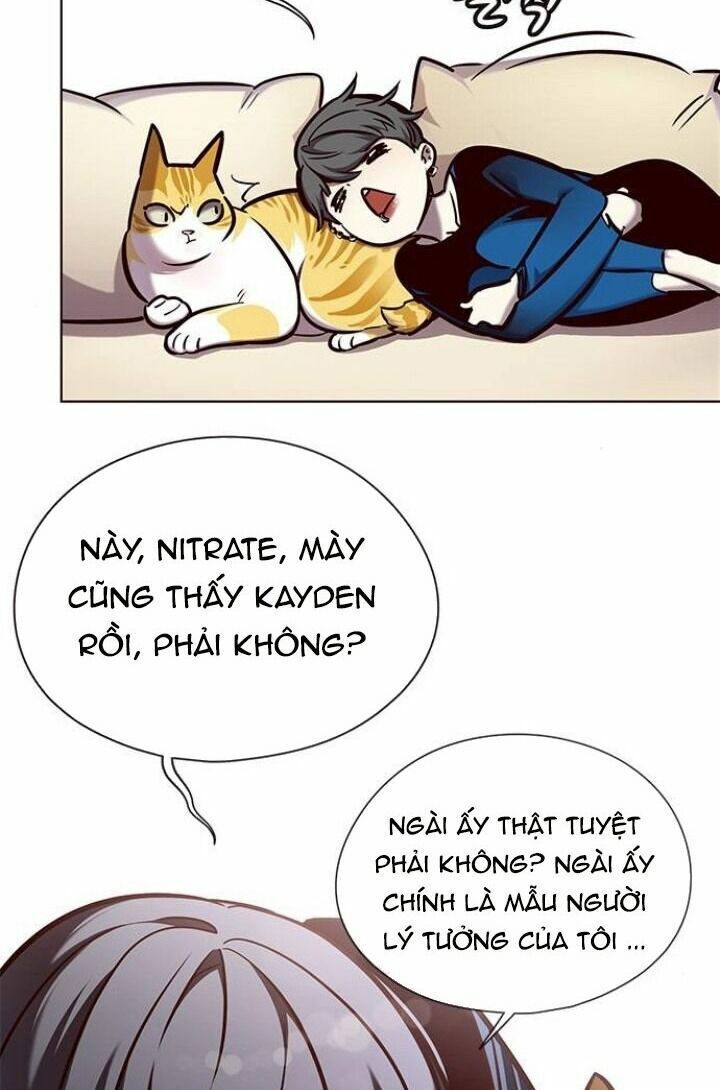 NÀY, NITRATE, MÀY
CŨNG THẤY KAYDEN
RỒI, PHẢI KHÔNG?
NGÀI ẤY THẬT TUYỆT
PHẢI KHÔNG? NGÀI ẤY
CHÍNH LÀ MẪU NGƯỜI
LÝ TƯỞNG CỦA TÔI ...